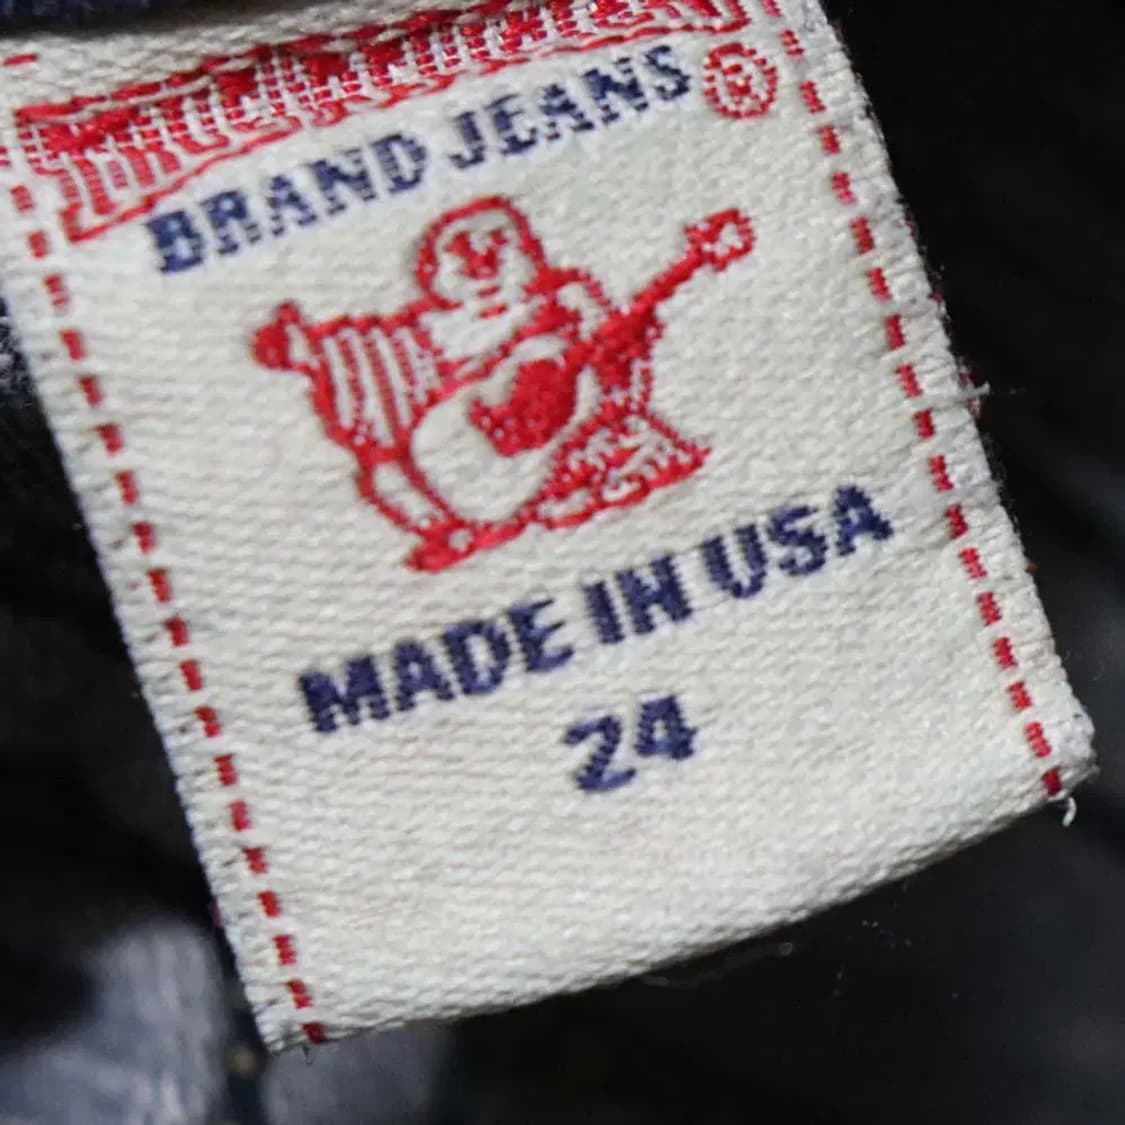 BRAND JEANS ®
MADE IN USA
24